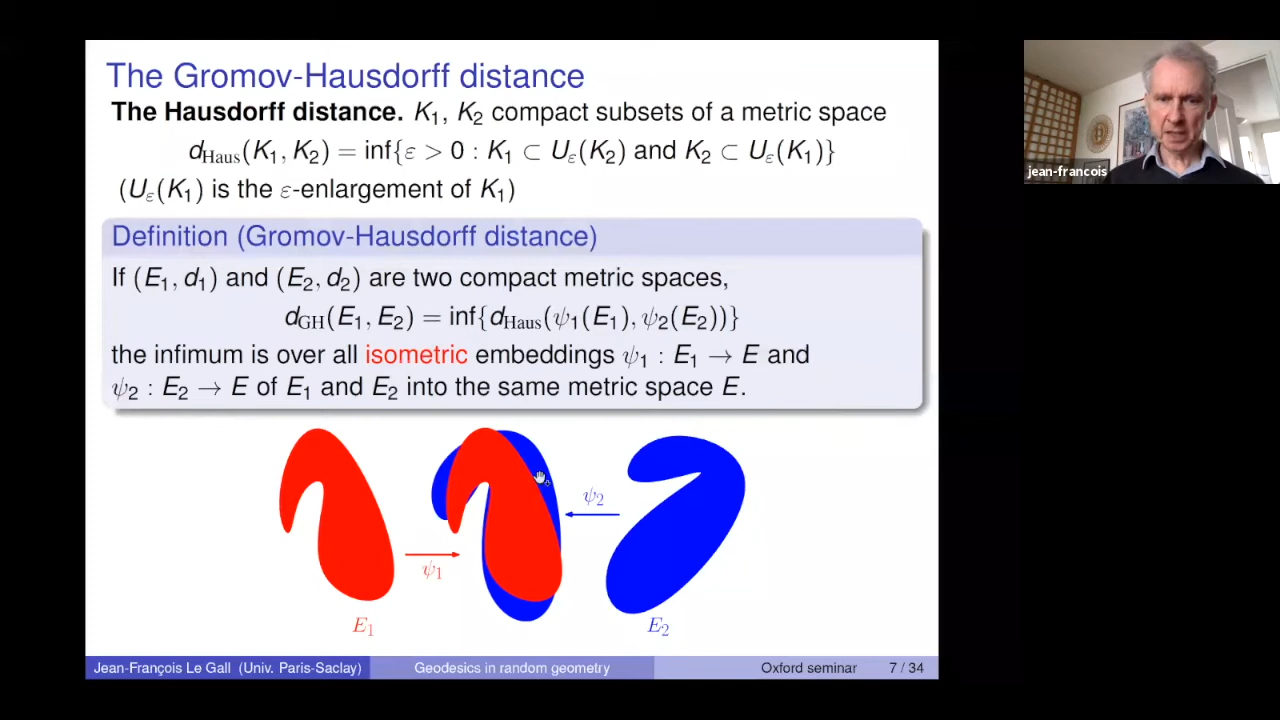 The Gromov-Hausdorff distance
The Hausdorff distance. K₁, K₂ compact subsets of a metric space
d_Haus(K₁, K₂) = inf{ε > 0 : K₁ ⊂ U_ε(K₂) and K₂ ⊂ U_ε(K₁)}
(U_ε(K₁) is the ε-enlargement of K₁)
Definition (Gromov-Hausdorff distance)
If (E₁, d₁) and (E₂, d₂) are two compact metric spaces,
d_GH(E₁, E₂) = inf{d_Haus(ψ₁(E₁), ψ₂(E₂))}
the infimum is over all isometric embeddings ψ₁ : E₁ → E and
ψ₂ : E₂ → E of E₁ and E₂ into the same metric space E.
ψ₂
ψ₁
E₁
E₂
Jean-François Le Gall (Univ. Paris-Saclay)
Geodesics in random geometry
Oxford seminar
7 / 34
jean-francois